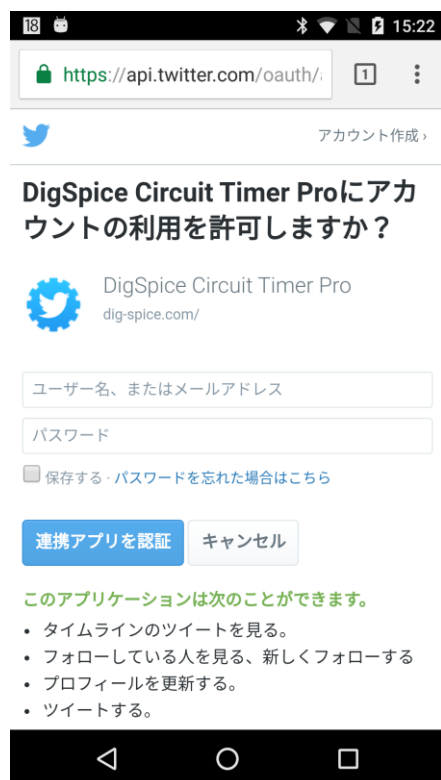 18
15:22
https://api.twitter.com/oauth/
1
アカウント作成 ›
DigSpice Circuit Timer Proにアカ
ウントの利用を許可しますか？
DigSpice Circuit Timer Pro
dig-spice.com/
ユーザー名、またはメールアドレス
パスワード
保存する · パスワードを忘れた場合はこちら
連携アプリを認証 キャンセル
このアプリケーションは次のことができます。
• タイムラインのツイートを見る。
• フォローしている人を見る、新しくフォローする
• プロフィールを更新する。
• ツイートする。